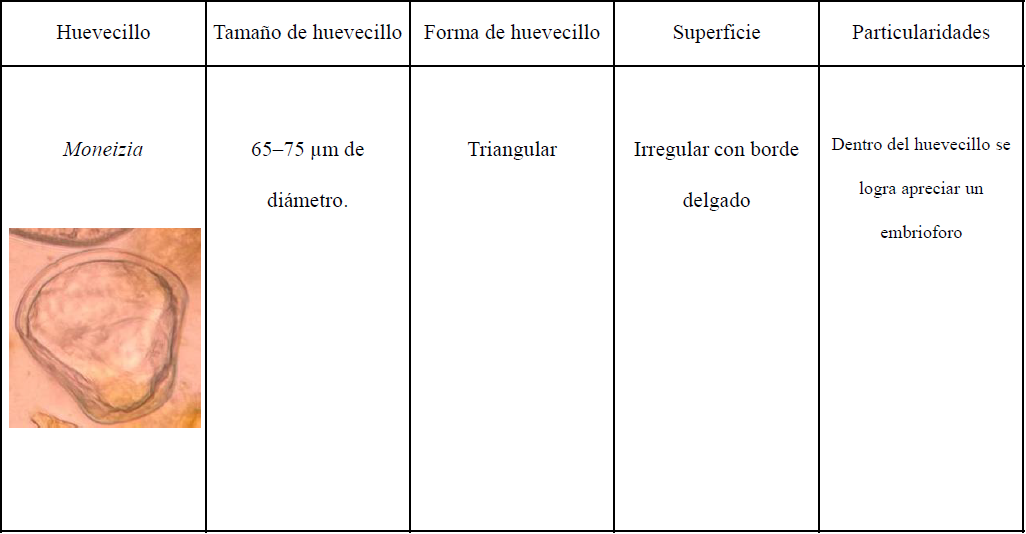 Huevecillo
Tamaño de huevecillo
Forma de huevecillo
Superficie
Particularidades
Moneizia
65–75 µm de
diámetro.
Triangular
Irregular con borde
delgado
Dentro del huevecillo se
logra apreciar un
embrioforo